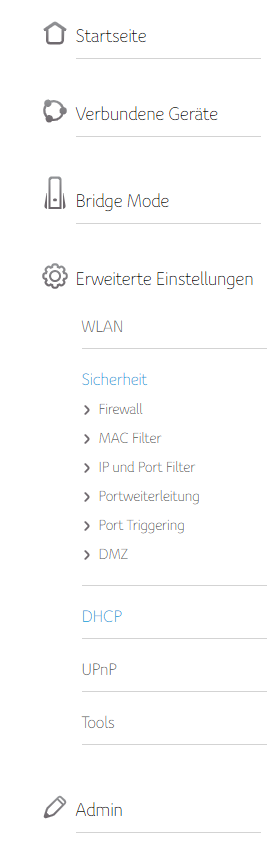 Startseite
Verbundene Geräte
Bridge Mode
Erweiterte Einstellungen
WLAN
Sicherheit
Firewall
MAC Filter
IP und Port Filter
Portweiterleitung
Port Triggering
DMZ
DHCP
UPnP
Tools
Admin